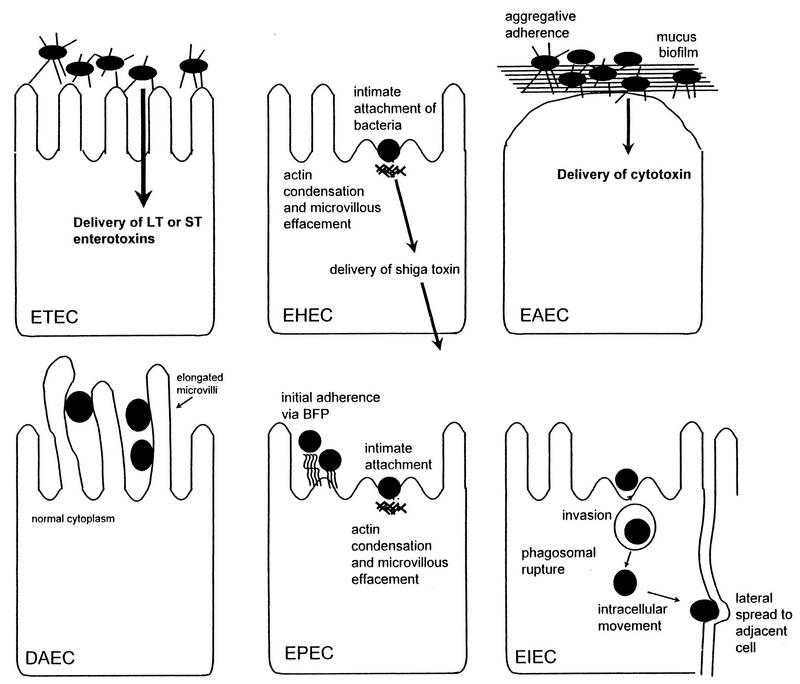 Delivery of LT or ST
enterotoxins
ETEC
intimate
attachment of
bacteria
actin
condensation
and microvillous
effacement
delivery of shiga toxin
EHEC
aggregative
adherence
mucus
biofilm
Delivery of cytotoxin
EAEC
elongated
microvilli
normal cytoplasm
DAEC
initial adherence
via BFP
intimate
attachment
actin
condensation
and microvillous
effacement
EPEC
invasion
phagosomal
rupture
intracellular
movement
lateral
spread to
adjacent
cell
EIEC